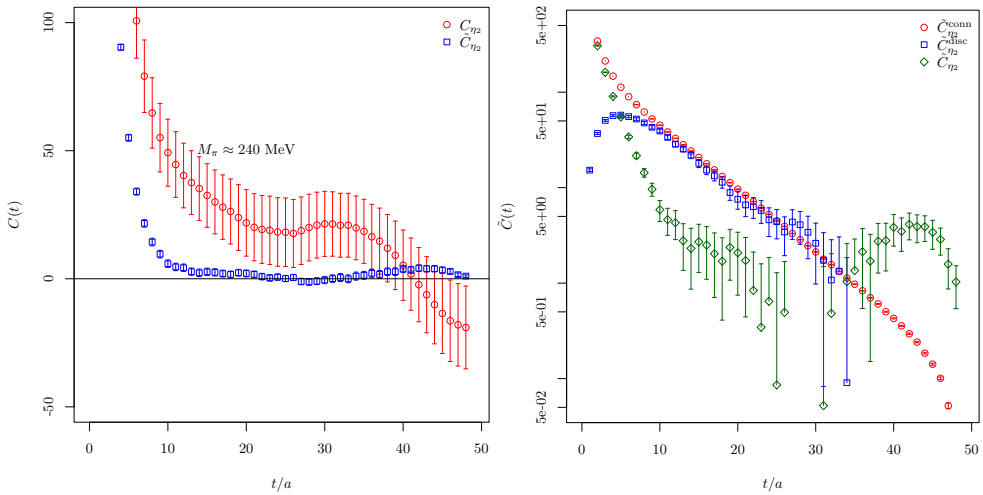 C_{η_2}
C̃_{η_2}
M_π ≈ 240 MeV
C(t)
100
50
0
-50
0 10 20 30 40 50
t/a
C̃_{η_2}^{conn}
C̃_{η_2}^{disc}
C̃_{η_2}
C̃(t)
5e+02
5e+01
5e+00
5e-01
5e-02
0 10 20 30 40 50
t/a